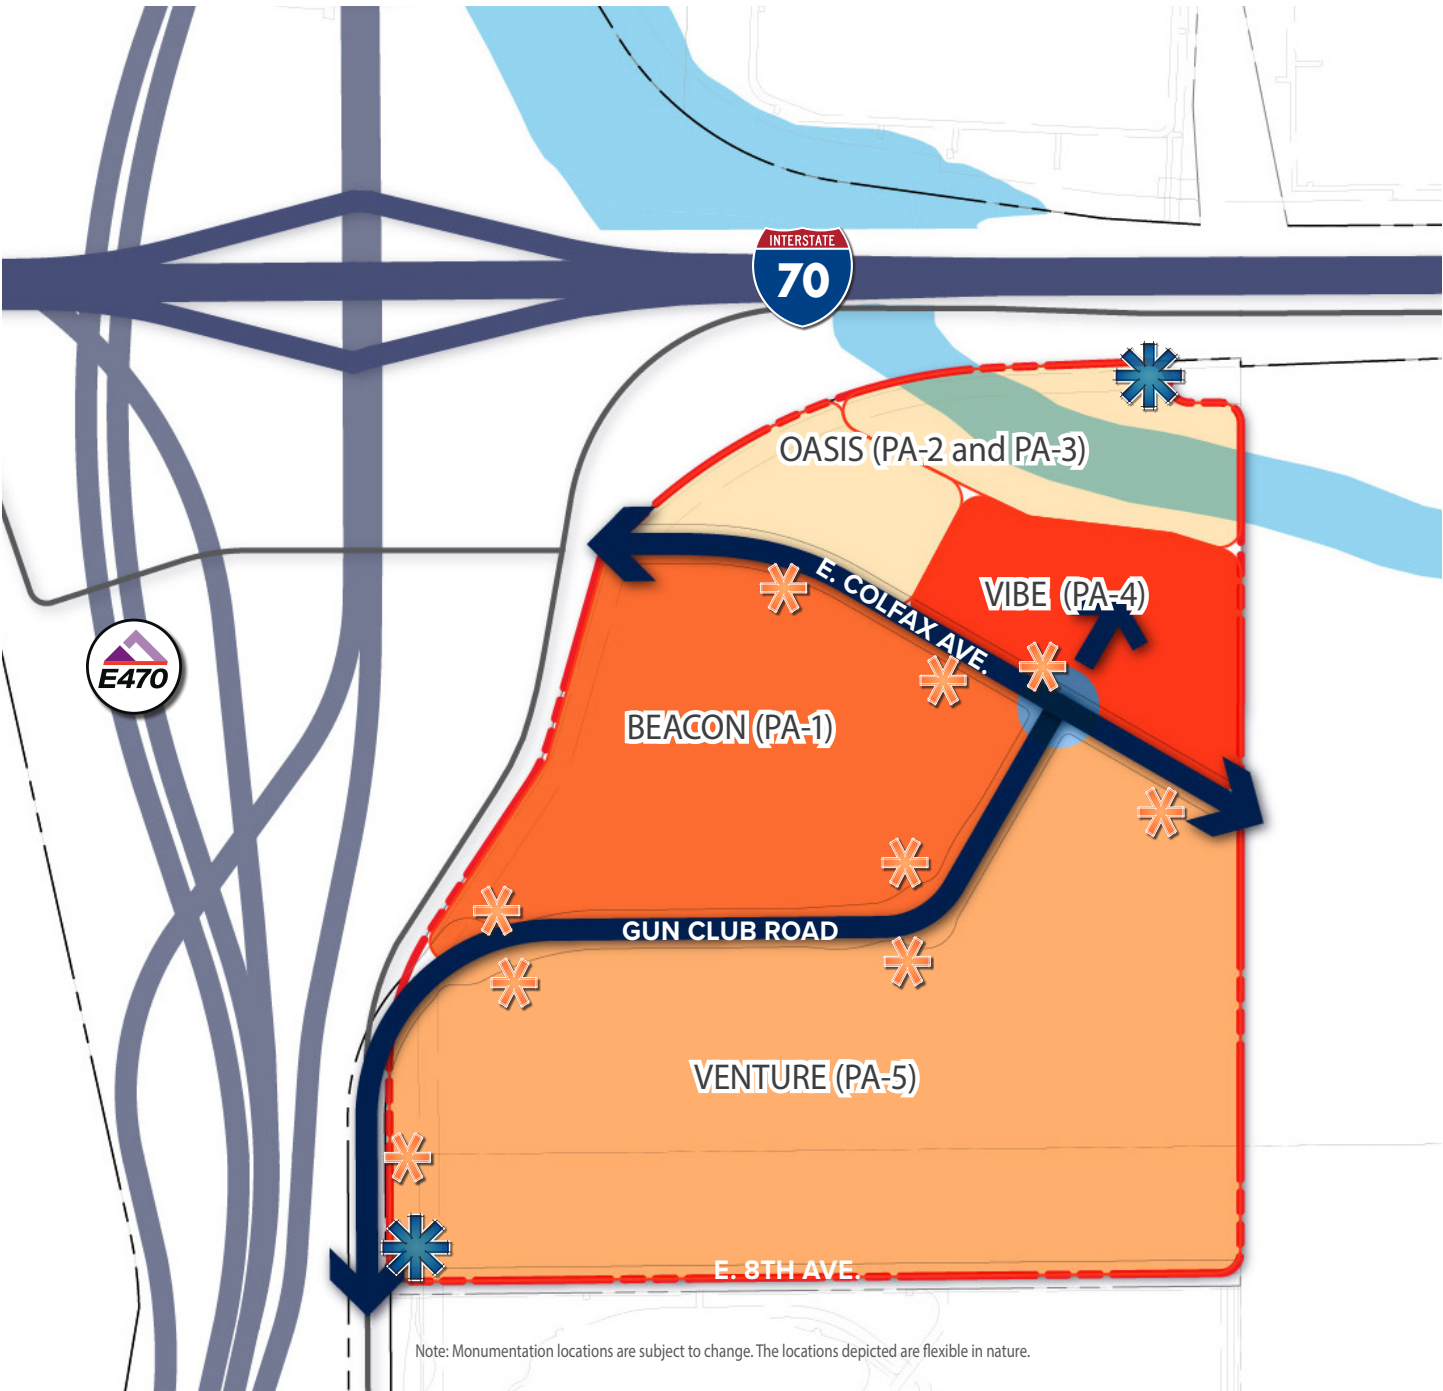 INTERSTATE
70
OASIS (PA-2 and PA-3)
E. COLFAX AVE.
VIBE (PA-4)
E470
BEACON (PA-1)
GUN CLUB ROAD
VENTURE (PA-5)
E. 8TH AVE.
Note: Monumentation locations are subject to change. The locations depicted are flexible in nature.